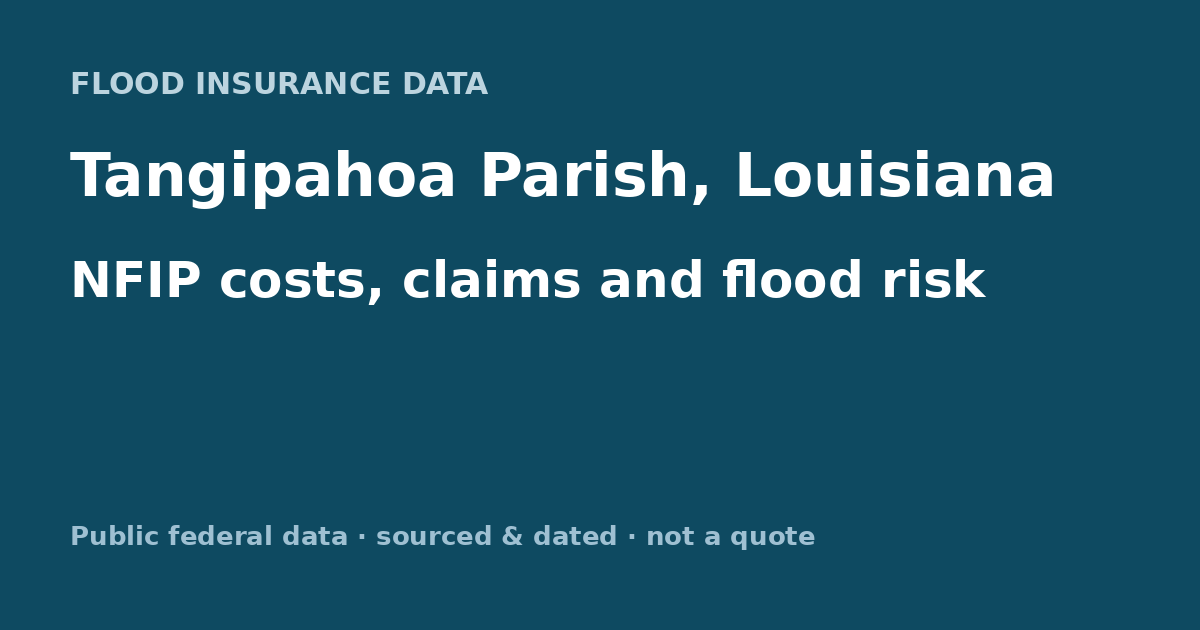 FLOOD INSURANCE DATA
Tangipahoa Parish, Louisiana
NFIP costs, claims and flood risk
Public federal data · sourced & dated · not a quote